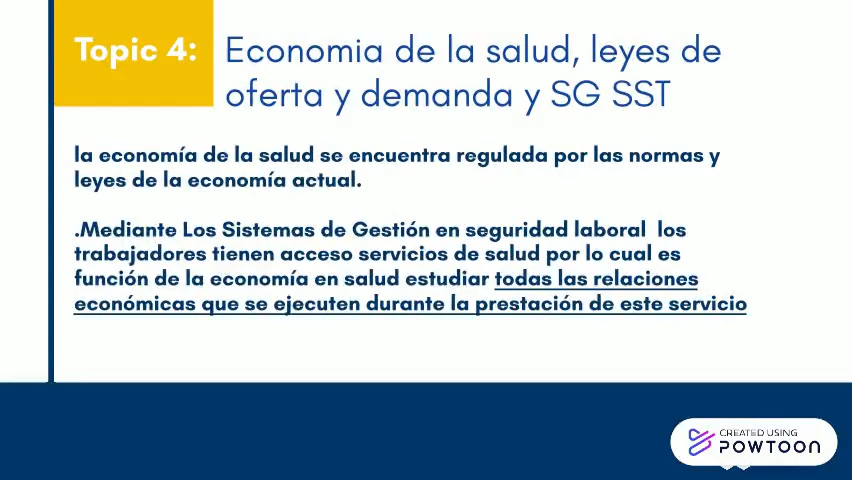 Topic 4:
Economia de la salud, leyes de
oferta y demanda y SG SST
la economía de la salud se encuentra regulada por las normas y
leyes de la economía actual.
.Mediante Los Sistemas de Gestión en seguridad laboral los
trabajadores tienen acceso servicios de salud por lo cual es
función de la economía en salud estudiar todas las relaciones
económicas que se ejecuten durante la prestación de este servicio
CREATED USING
POWTOON